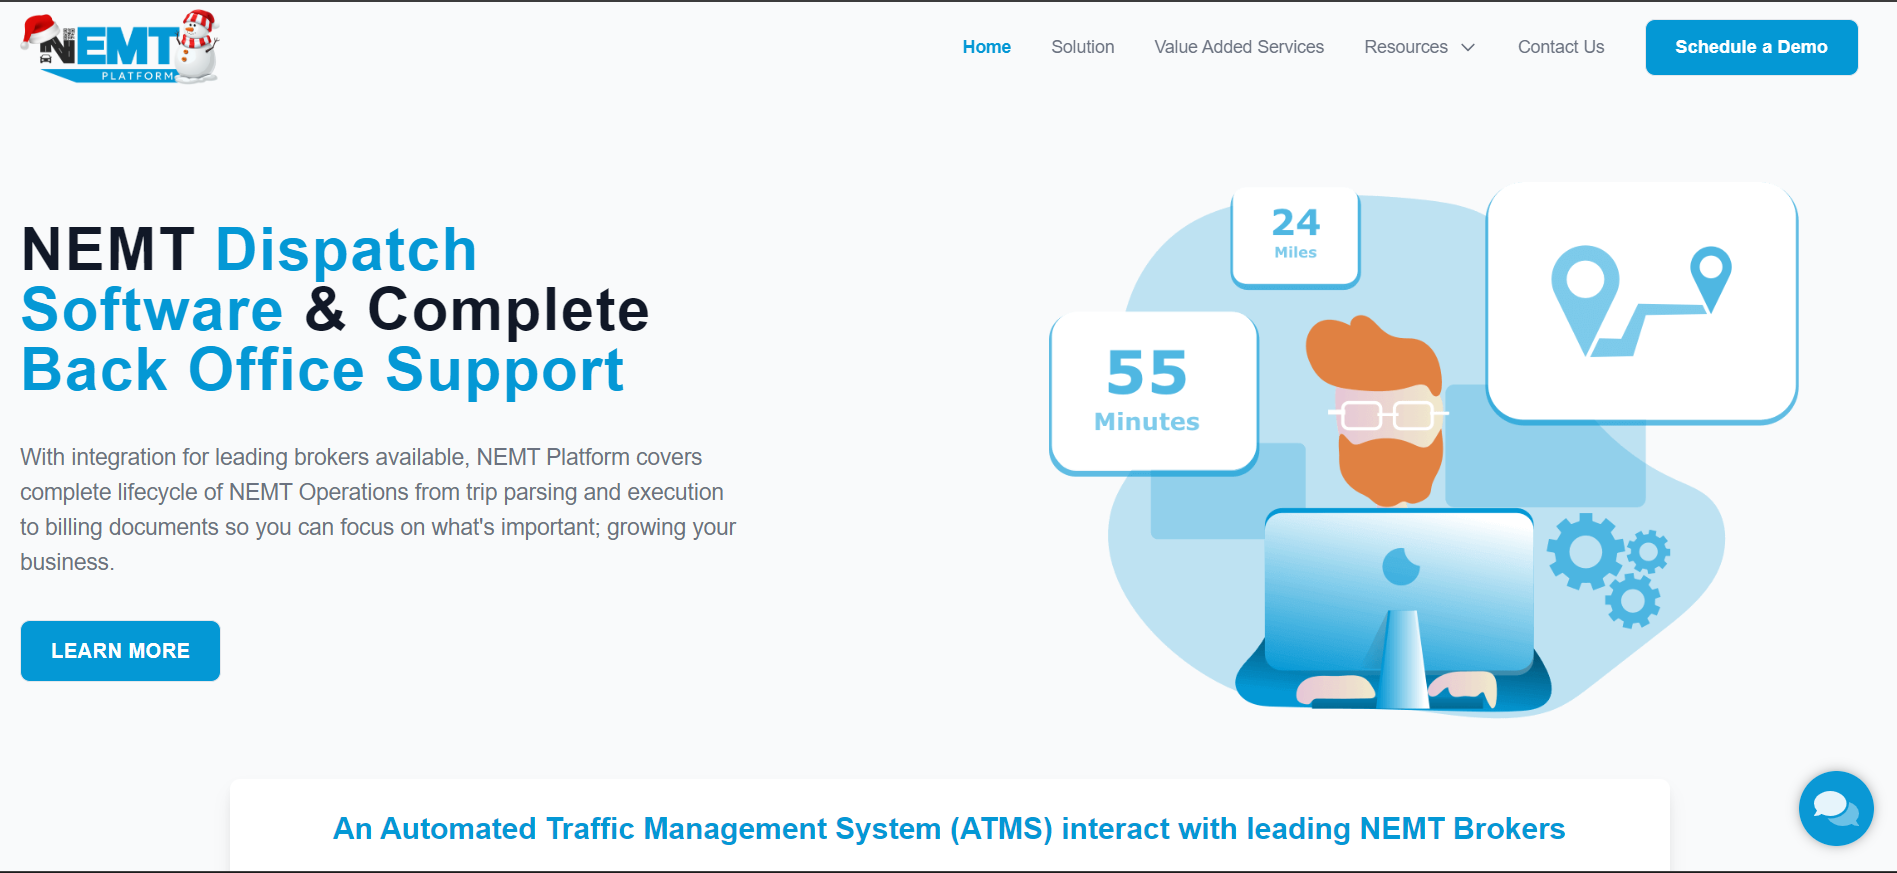 NEMT
PLATFORM
Home
Solution
Value Added Services
Resources
Contact Us
Schedule a Demo
NEMT Dispatch
Software & Complete
Back Office Support
With integration for leading brokers available, NEMT Platform covers
complete lifecycle of NEMT Operations from trip parsing and execution
to billing documents so you can focus on what's important; growing your
business.
LEARN MORE
24
Miles
55
Minutes
An Automated Traffic Management System (ATMS) interact with leading NEMT Brokers